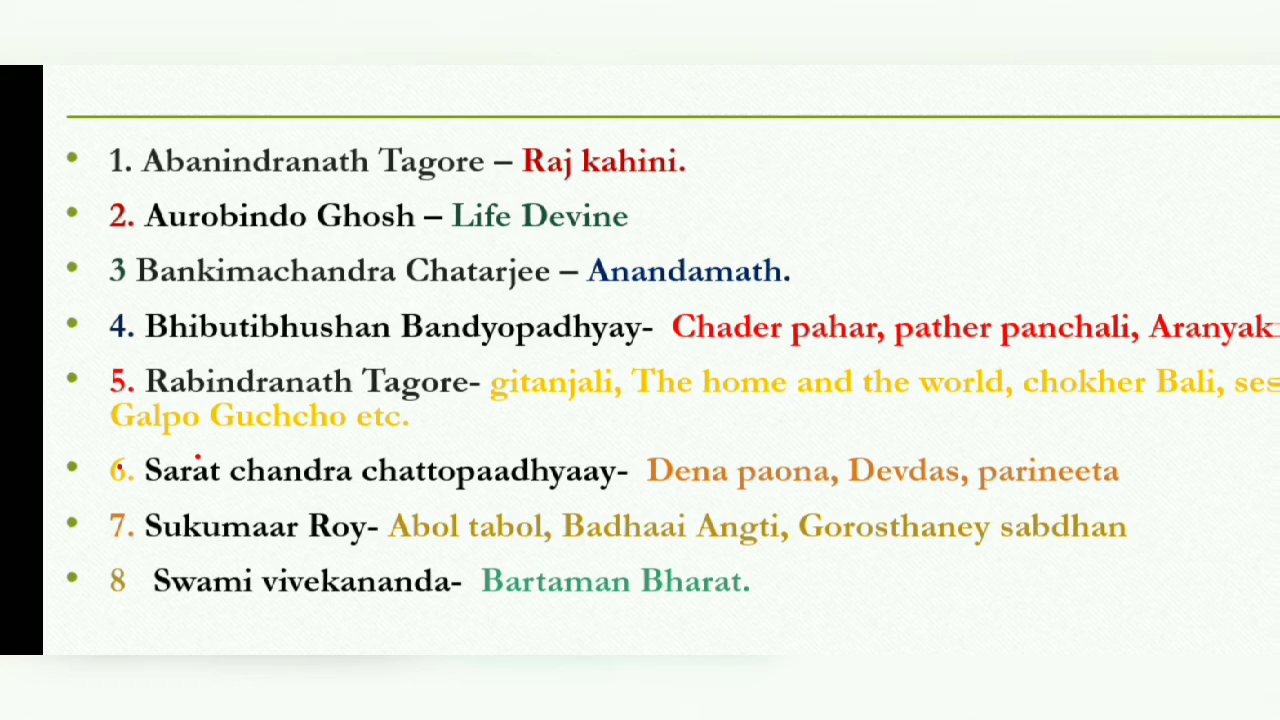 • 1. Abanindranath Tagore – Raj kahini.
• 2. Aurobindo Ghosh – Life Devine
• 3 Bankimachandra Chatarjee – Anandamath.
• 4. Bhibutibhushan Bandyopadhyay- Chader pahar, pather panchali, Aranyak
• 5. Rabindranath Tagore- gitanjali, The home and the world, chokher Bali,
Galpo Guchcho etc.
• 6. Sarat chandra chattopaadhyaay- Dena paona, Devdas, parineeta
• 7. Sukumaar Roy- Abol tabol, Badhaai Angti, Gorosthaney sabdhan
• 8 Swami vivekananda- Bartaman Bharat.